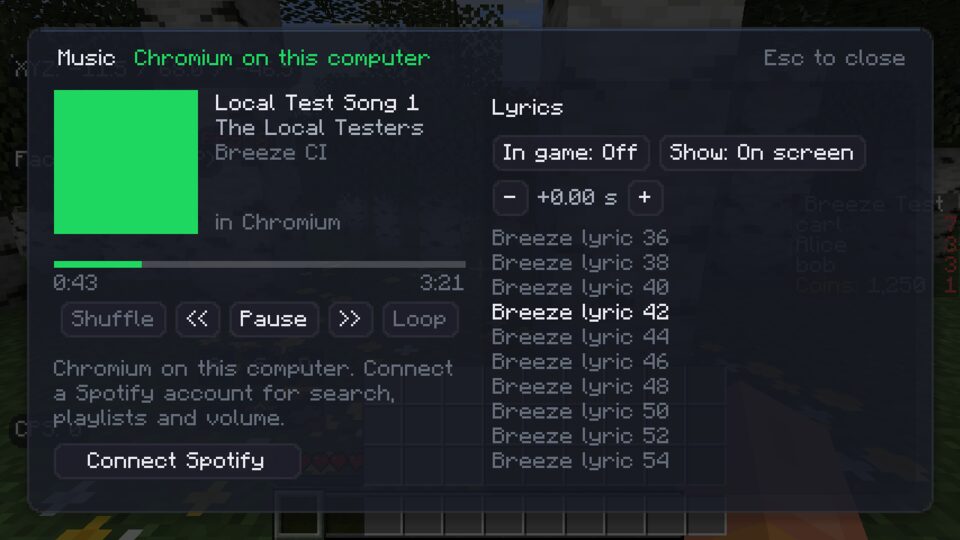 Music Chromium on this computer
Esc to close
Local Test Song 1
The Local Testers
Breeze CI
in Chromium
0:43
3:21
Shuffle
<<
Pause
>>
Loop
Chromium on this computer. Connect
a Spotify account for search,
playlists and volume.
Connect Spotify
Lyrics
In game: Off
Show: On screen
- +0.00 s +
Breeze lyric 36
Breeze lyric 38
Breeze lyric 40
Breeze lyric 42
Breeze lyric 44
Breeze lyric 46
Breeze lyric 48
Breeze lyric 50
Breeze lyric 52
Breeze lyric 54
Breeze Test
carl
Alice
bob
Coins: 1,250